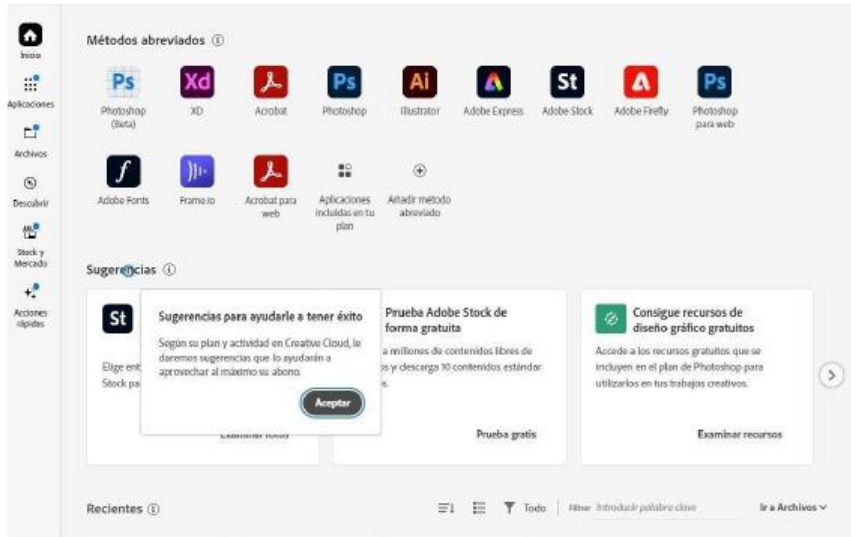 Métodos abreviados
Inicio
Aplicaciones
Archivos
Descubrir
Stock y
Mercado
Acciones
rápidas
Ps
Xd
Ps
Ai
St
Ps
Photoshop
(Beta)
XD
Acrobat
Photoshop
Illustrator
Adobe Express
Adobe Stock
Adobe Firefly
Photoshop
para web
f
Adobe Fonts
Frame.io
Acrobat para
web
Aplicaciones
incluidas en tu
plan
Añadir método
abreviado
Sugerencias
St
Elige ent
Stock pa
Examinar fotos
Sugerencias para ayudarle a tener éxito
Según su plan y actividad en Creative Cloud, le
daremos sugerencias que lo ayudarán a
aprovechar al máximo su abono.
Aceptar
Prueba Adobe Stock de
forma gratuita
a millones de contenidos libres de
s y descarga 10 contenidos estándar
s.
Prueba gratis
Consigue recursos de
diseño gráfico gratuitos
Accede a los recursos gratuitos que se
incluyen en el plan de Photoshop para
utilizarlos en tus trabajos creativos.
Examinar recursos
Recientes
Todo
Filtrar Introducir palabra clave
Ir a Archivos